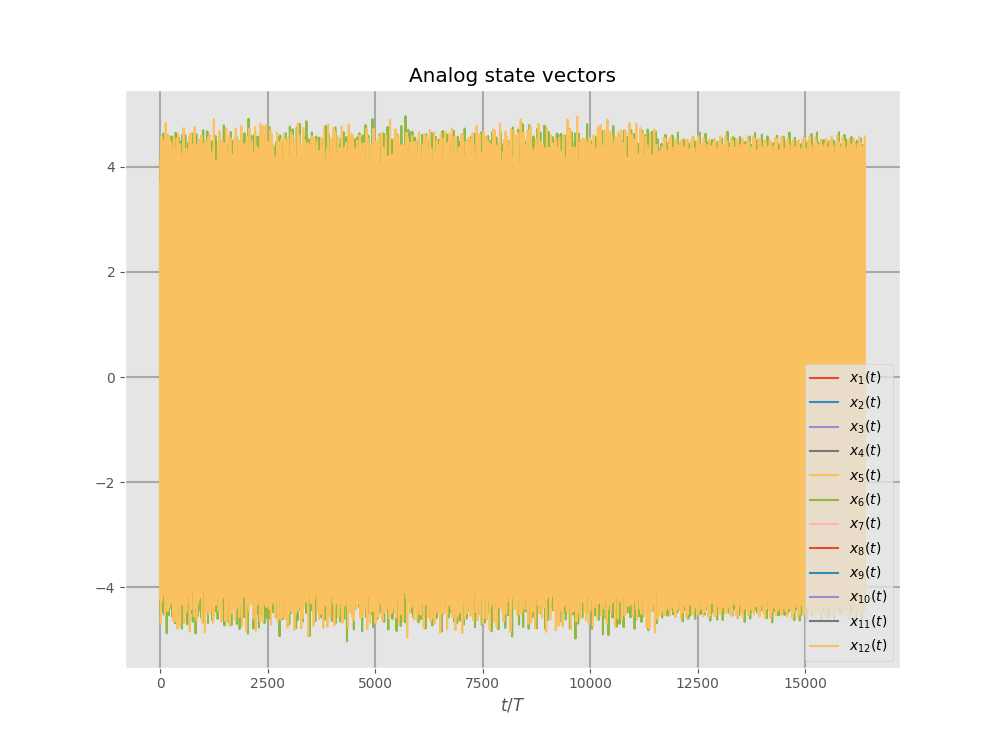 Analog state vectors
4
2
0
−2
−4
0 2500 5000 7500 10000 12500 15000
t/T
x₁(t)
x₂(t)
x₃(t)
x₄(t)
x₅(t)
x₆(t)
x₇(t)
x₈(t)
x₉(t)
x₁₀(t)
x₁₁(t)
x₁₂(t)